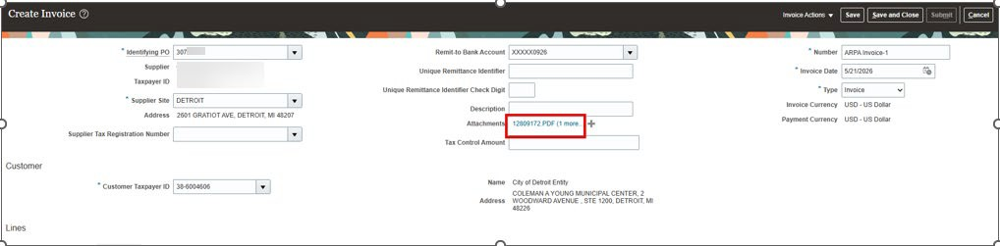 Create Invoice
Invoice Actions Save Save and Close Submit Cancel
* Identifying PO 307
Supplier
Taxpayer ID
* Supplier Site DETROIT
Address 2601 GRATIOT AVE, DETROIT, MI 48207
Supplier Tax Registration Number
Remit-to Bank Account XXXXX0926
Unique Remittance Identifier
Unique Remittance Identifier Check Digit
Description
Attachments 12809172.PDF (1 more
Tax Control Amount
* Number ARPA Invoice-1
* Invoice Date 5/21/2026
* Type Invoice
Invoice Currency USD - US Dollar
Payment Currency USD - US Dollar
Customer
* Customer Taxpayer ID 38-6004606
Name City of Detroit Entity
Address COLEMAN A YOUNG MUNICIPAL CENTER, 2
WOODWARD AVENUE , STE 1200, DETROIT, MI
48226
Lines